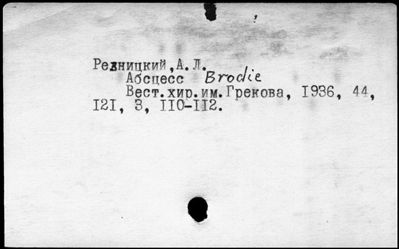 Резницкий,А.Л.
Абсцесс Brodie
Вест.хир.им.Грекова, 1936, 44,
121, 3, 110-112.